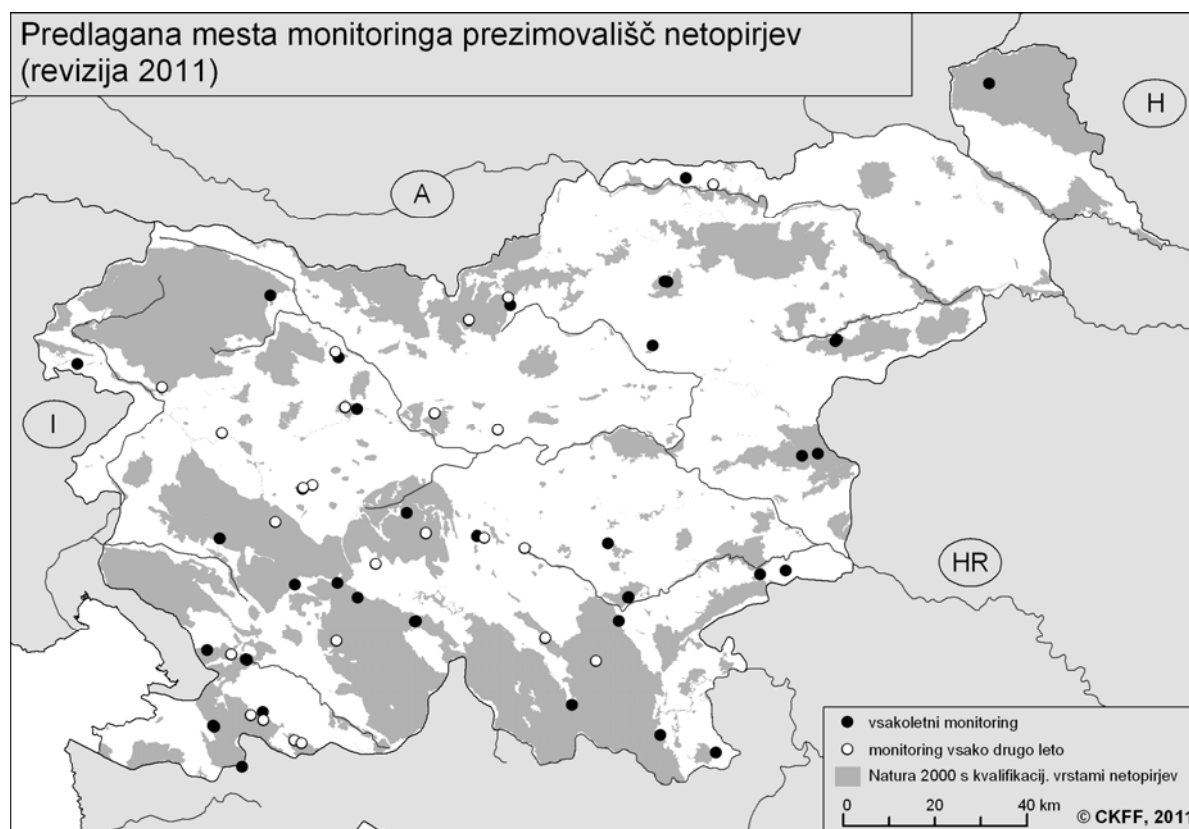 Predlagana mesta monitoringa prezimovališč netopirjev
(revizija 2011)
H
A
I
HR
vsakoletni monitoring
monitoring vsako drugo leto
Natura 2000 s kvalifikacij. vrstami netopirjev
0 20 40 km
© CKFF, 2011